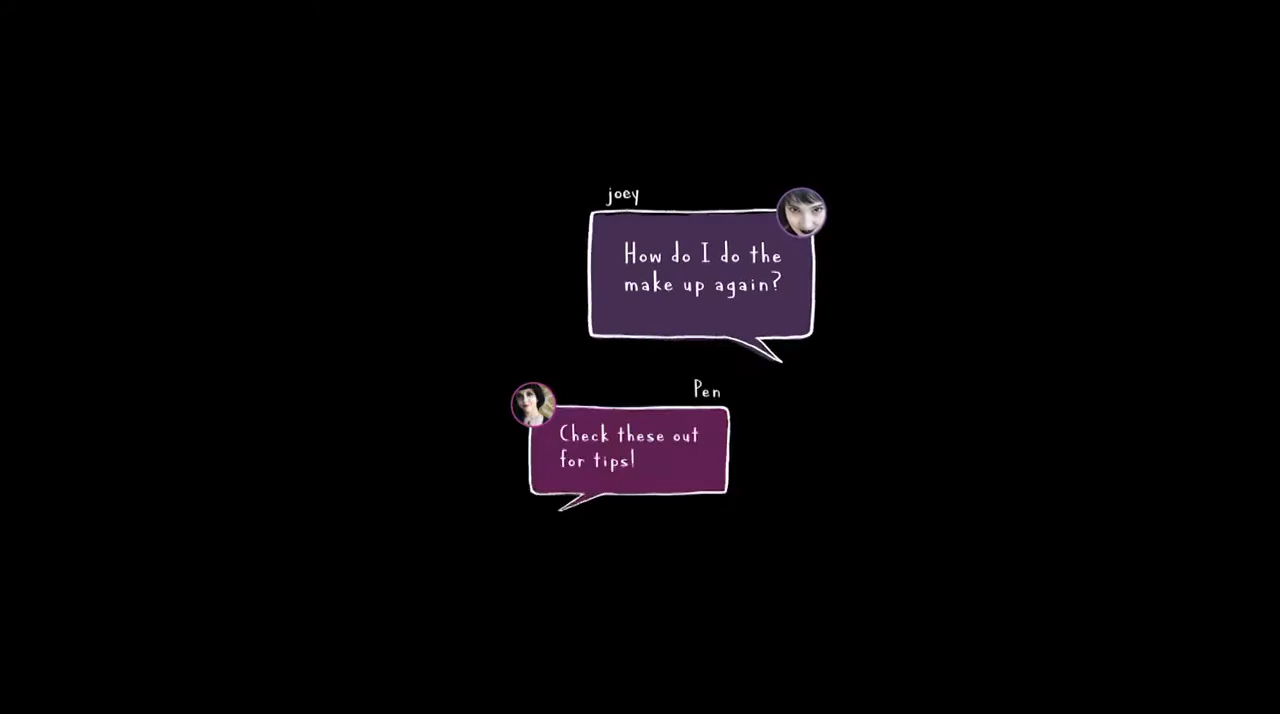 joey
How do I do the
make up again?
Pen
Check these out
for tips!